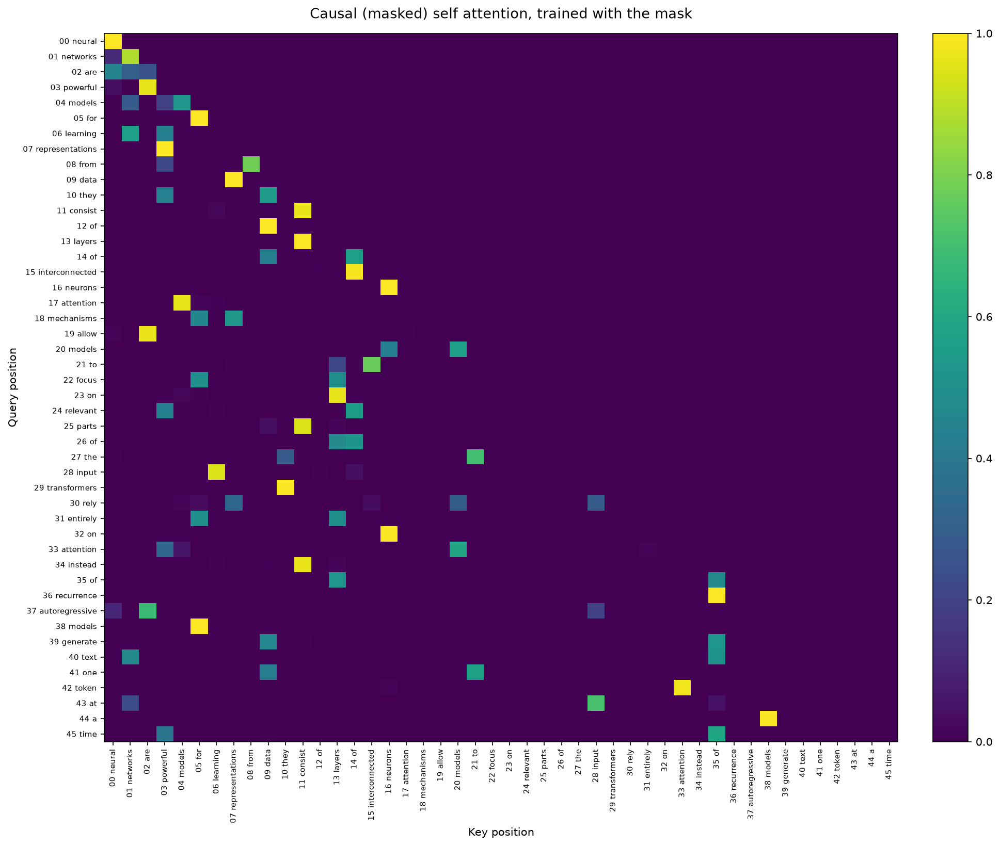 Causal (masked) self attention, trained with the mask
Query position
00 neural
01 networks
02 are
03 powerful
04 models
05 for
06 learning
07 representations
08 from
09 data
10 they
11 consist
12 of
13 layers
14 of
15 interconnected
16 neurons
17 attention
18 mechanisms
19 allow
20 models
21 to
22 focus
23 on
24 relevant
25 parts
26 of
27 the
28 input
29 transformers
30 rely
31 entirely
32 on
33 attention
34 instead
35 of
36 recurrence
37 autoregressive
38 models
39 generate
40 text
41 one
42 token
43 at
44 a
45 time
00 neural
01 networks
02 are
03 powerful
04 models
05 for
06 learning
07 representations
08 from
09 data
10 they
11 consist
12 of
13 layers
14 of
15 interconnected
16 neurons
17 attention
18 mechanisms
19 allow
20 models
21 to
22 focus
23 on
24 relevant
25 parts
26 of
27 the
28 input
29 transformers
30 rely
31 entirely
32 on
33 attention
34 instead
35 of
36 recurrence
37 autoregressive
38 models
39 generate
40 text
41 one
42 token
43 at
44 a
45 time
Key position
1.0
0.8
0.6
0.4
0.2
0.0